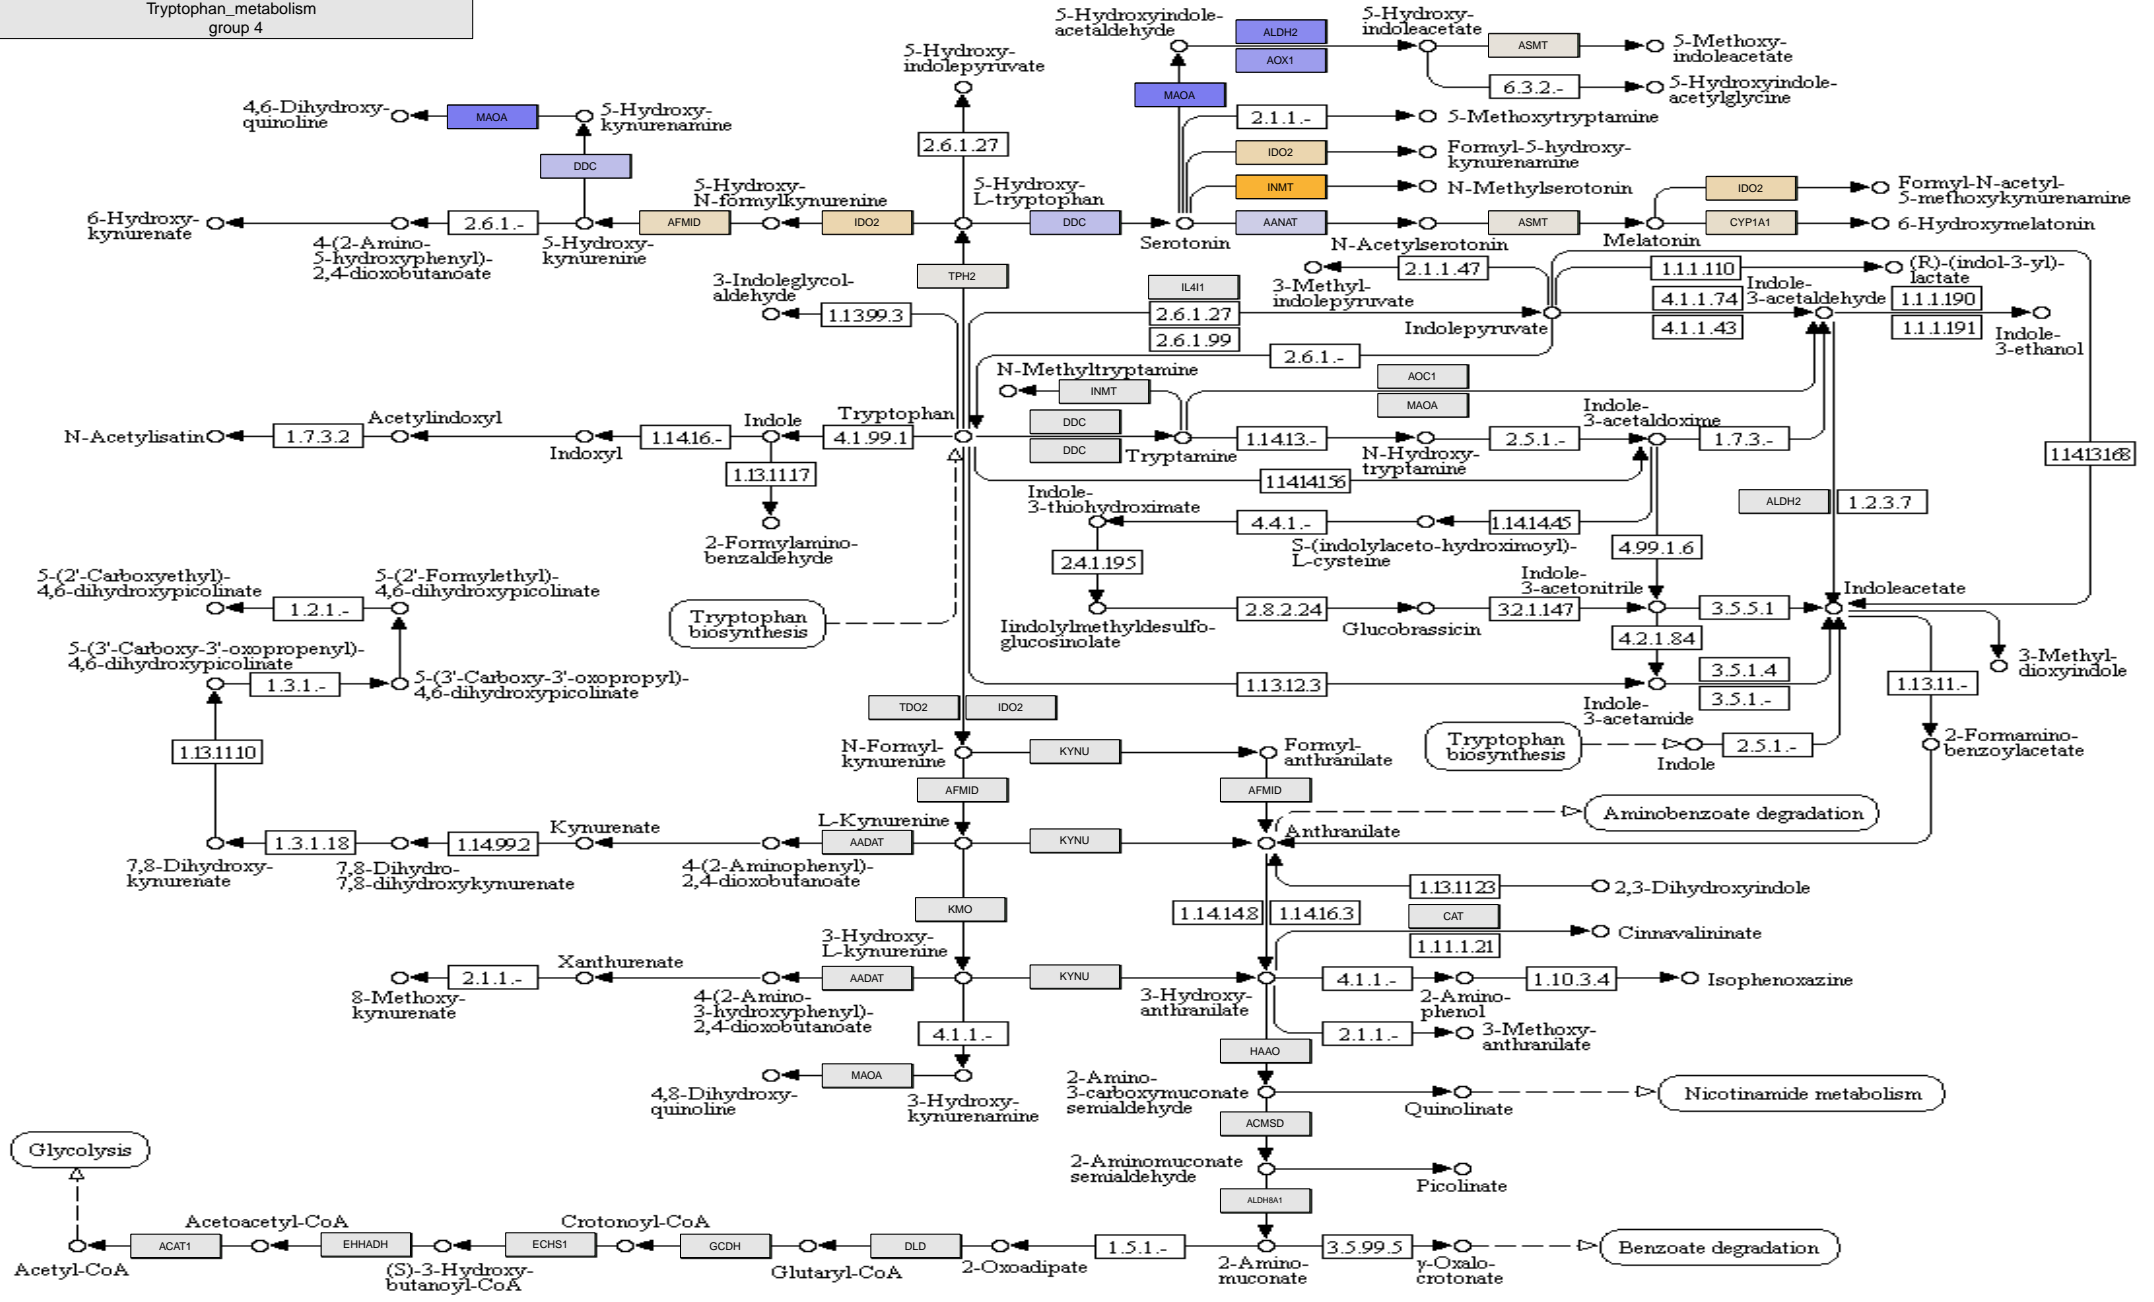 Tryptophan_metabolism
group 4
5-Hydroxyindole-
acetaldehyde
ALDH2
AOX1
5-Hydroxy-
indoleacetate
ASMT
5-Methoxy-
indoleacetate
6.3.2.-
5-Hydroxyindole-
acetylglycine
5-Hydroxy-
indolepyruvate
MAOA
4,6-Dihydroxy-
quinoline
MAOA
5-Hydroxy-
kynurenamine
2.1.1.-
5-Methoxytryptamine
2.6.1.27
IDO2
Formyl-5-hydroxy-
kynurenamine
DDC
INMT
N-Methylserotonin
IDO2
Formyl-N-acetyl-
5-methoxykynurenamine
5-Hydroxy-
N-formylkynurenine
5-Hydroxy-
L-tryptophan
6-Hydroxy-
kynurenate
2.6.1.-
AFMID
IDO2
DDC
AANAT
ASMT
CYP1A1
6-Hydroxymelatonin
4-(2-Amino-
5-hydroxyphenyl)-
2,4-dioxobutanoate
5-Hydroxy-
kynurenine
Serotonin
N-Acetylserotonin
Melatonin
TPH2
3-Indoleglycol-
aldehyde
1.13.99.3
IL4I1
2.6.1.27
2.6.1.99
3-Methyl-
indolepyruvate
2.1.1.47
1.1.1.110
(R)-(indol-3-yl)-
lactate
Indolepyruvate
4.1.1.74
4.1.1.43
Indole-
3-acetaldehyde
1.1.1.190
1.1.1.191
Indole-
3-ethanol
2.6.1.-
N-Methyltryptamine
INMT
AOC1
MAOA
N-Acetylisatin
1.7.3.2
Acetylindoxyl
Indoxyl
1.14.16.-
Indole
4.1.99.1
Tryptophan
DDC
DDC
Tryptamine
1.14.13.-
N-Hydroxy-
tryptamine
2.5.1.-
Indole-
3-acetaldoxime
1.7.3.-
1.14.13.168
1.13.11.17
1.14.14.156
2-Formylamino-
benzaldehyde
Indole-
3-thiohydroximate
4.4.1.-
1.14.14.45
S-(indolylaceto-hydroximoyl)-
L-cysteine
ALDH2
1.2.3.7
2.4.1.195
4.99.1.6
Indole-
3-acetonitrile
Indoleacetate
5-(2'-Carboxyethyl)-
4,6-dihydroxypicolinate
1.2.1.-
5-(2'-Formylethyl)-
4,6-dihydroxypicolinate
Tryptophan
biosynthesis
Iindolylmethyldesulfo-
glucosinolate
2.8.2.24
Glucobrassicin
3.2.1.147
3.5.5.1
4.2.1.84
3-Methyl-
dioxyindole
5-(3'-Carboxy-3'-oxopropenyl)-
4,6-dihydroxypicolinate
1.3.1.-
5-(3'-Carboxy-3'-oxopropyl)-
4,6-dihydroxypicolinate
1.13.12.3
3.5.1.4
3.5.1.-
1.13.11.-
Indole-
3-acetamide
TDO2
IDO2
1.13.11.10
N-Formyl-
kynurenine
KYNU
Formyl-
anthranilate
Tryptophan
biosynthesis
Indole
2.5.1.-
2-Formamino-
benzoylacetate
AFMID
AFMID
Aminobenzoate degradation
7,8-Dihydroxy-
kynurenate
1.3.1.18
7,8-Dihydro-
7,8-dihydroxykynurenate
1.14.99.2
Kynurenate
4-(2-Aminophenyl)-
2,4-dioxobutanoate
AADAT
L-Kynurenine
KYNU
Anthranilate
1.13.11.23
2,3-Dihydroxyindole
KMO
1.14.14.8
1.14.16.3
CAT
1.11.1.21
Cinnavalininate
3-Hydroxy-
L-kynurenine
8-Methoxy-
kynurenate
2.1.1.-
Xanthurenate
4-(2-Amino-
3-hydroxyphenyl)-
2,4-dioxobutanoate
AADAT
KYNU
3-Hydroxy-
anthranilate
4.1.1.-
2-Amino-
phenol
1.10.3.4
Isophenoxazine
4.1.1.-
2.1.1.-
3-Methoxy-
anthranilate
HAAO
4,8-Dihydroxy-
quinoline
MAOA
3-Hydroxy-
kynurenamine
2-Amino-
3-carboxymuconate
semialdehyde
Quinolinate
Nicotinamide metabolism
ACMSD
Glycolysis
2-Aminomuconate
semialdehyde
Picolinate
ALDH8A1
Acetyl-CoA
ACAT1
Acetoacetyl-CoA
EHHADH
(S)-3-Hydroxy-
butanoyl-CoA
ECHS1
Crotonoyl-CoA
GCDH
Glutaryl-CoA
DLD
2-Oxoadipate
1.5.1.-
2-Amino-
muconate
3.5.99.5
γ-Oxalo-
crotonate
Benzoate degradation